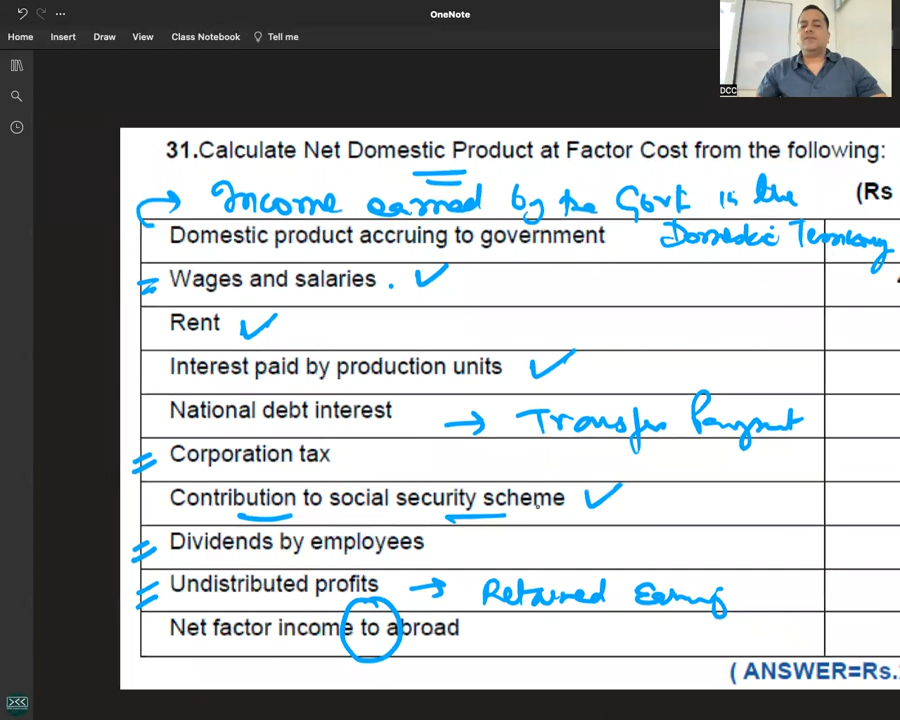 OneNote
Home Insert Draw View Class Notebook Tell me
DCC
31.Calculate Net Domestic Product at Factor Cost from the following:
Income earned by the Govt in the (Rs
Domestic product accruing to government Domestic Territory
Wages and salaries .
Rent
Interest paid by production units
National debt interest → Transfer Payment
Corporation tax
Contribution to social security scheme
Dividends by employees
Undistributed profits → Retained Earning
Net factor income to abroad
( ANSWER=Rs.